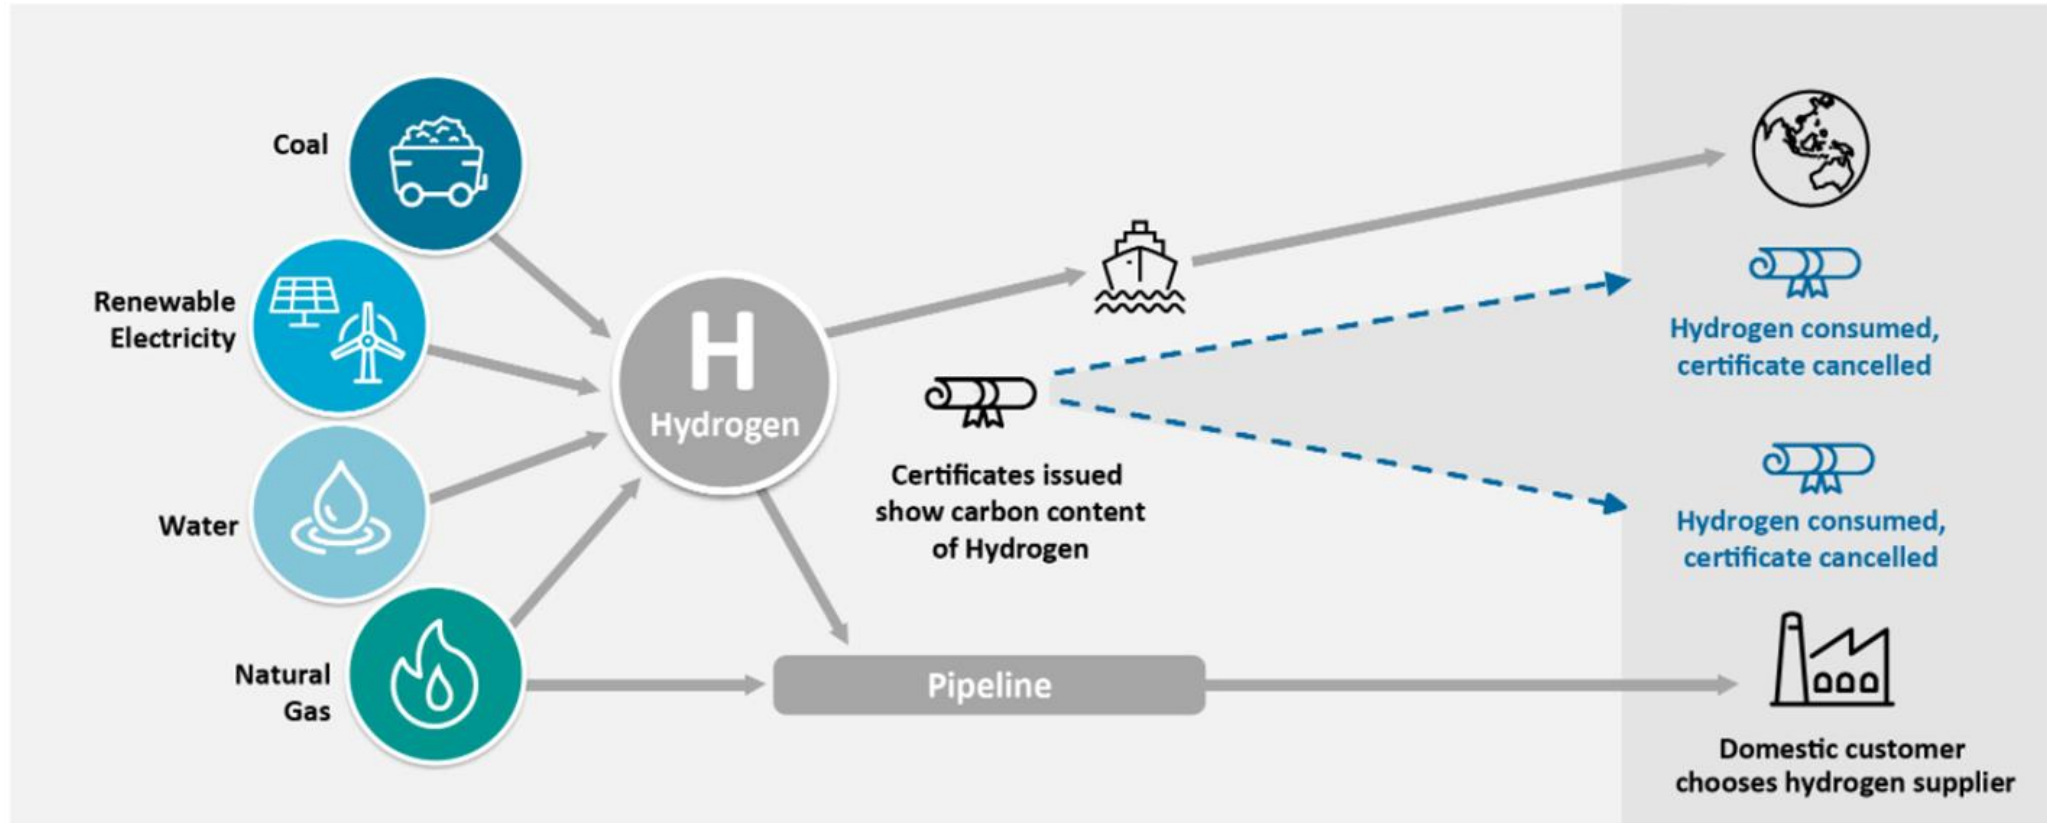 Coal
Renewable
Electricity
Water
Natural
Gas
H
Hydrogen
Certificates issued
show carbon content
of Hydrogen
Pipeline
Hydrogen consumed,
certificate cancelled
Hydrogen consumed,
certificate cancelled
Domestic customer
chooses hydrogen supplier